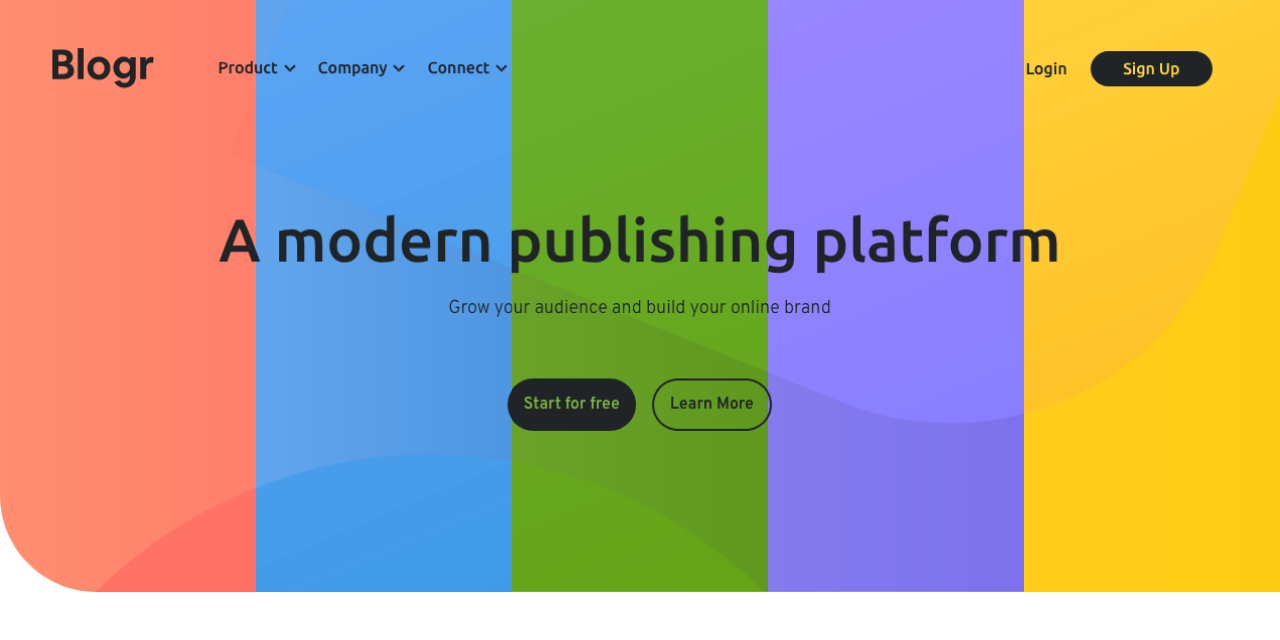 Blogr
Product
Company
Connect
Login
Sign Up
A modern publishing platform
Grow your audience and build your online brand
Start for free
Learn More